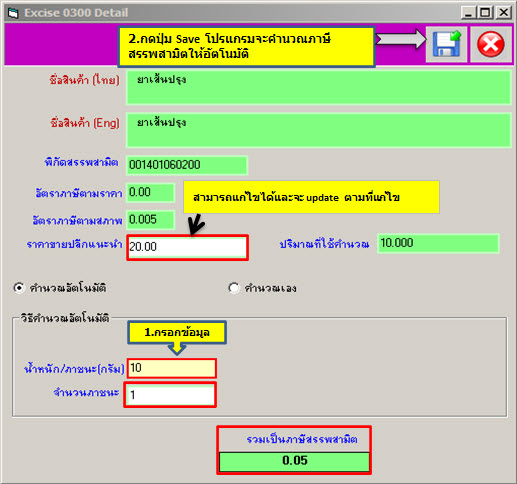 Excise 0300 Detail
2.กดปุ่ม Save โปรแกรมจะคำนวณภาษี
สรรพสามิตให้อัตโนมัติ
ชื่อสินค้า (ไทย)
ยาเส้นปรุง
ชื่อสินค้า (Eng)
ยาเส้นปรุง
พิกัดสรรพสามิต
001401060200
อัตราภาษีตามราคา
0.00
สามารถแก้ไขได้และจะ update ตามที่แก้ไข
อัตราภาษีตามสภาพ
0.005
ราคาขายปลีกแนะนำ
20.00
ปริมาณที่ใช้คำนวณ
10.000
คำนวณอัตโนมัติ
คำนวณเอง
วิธีคำนวณอัตโนมัติ
1.กรอกข้อมูล
น้ำหนัก/ภาชนะ(กรัม)
10
จำนวนภาชนะ
1
รวมเป็นภาษีสรรพสามิต
0.05